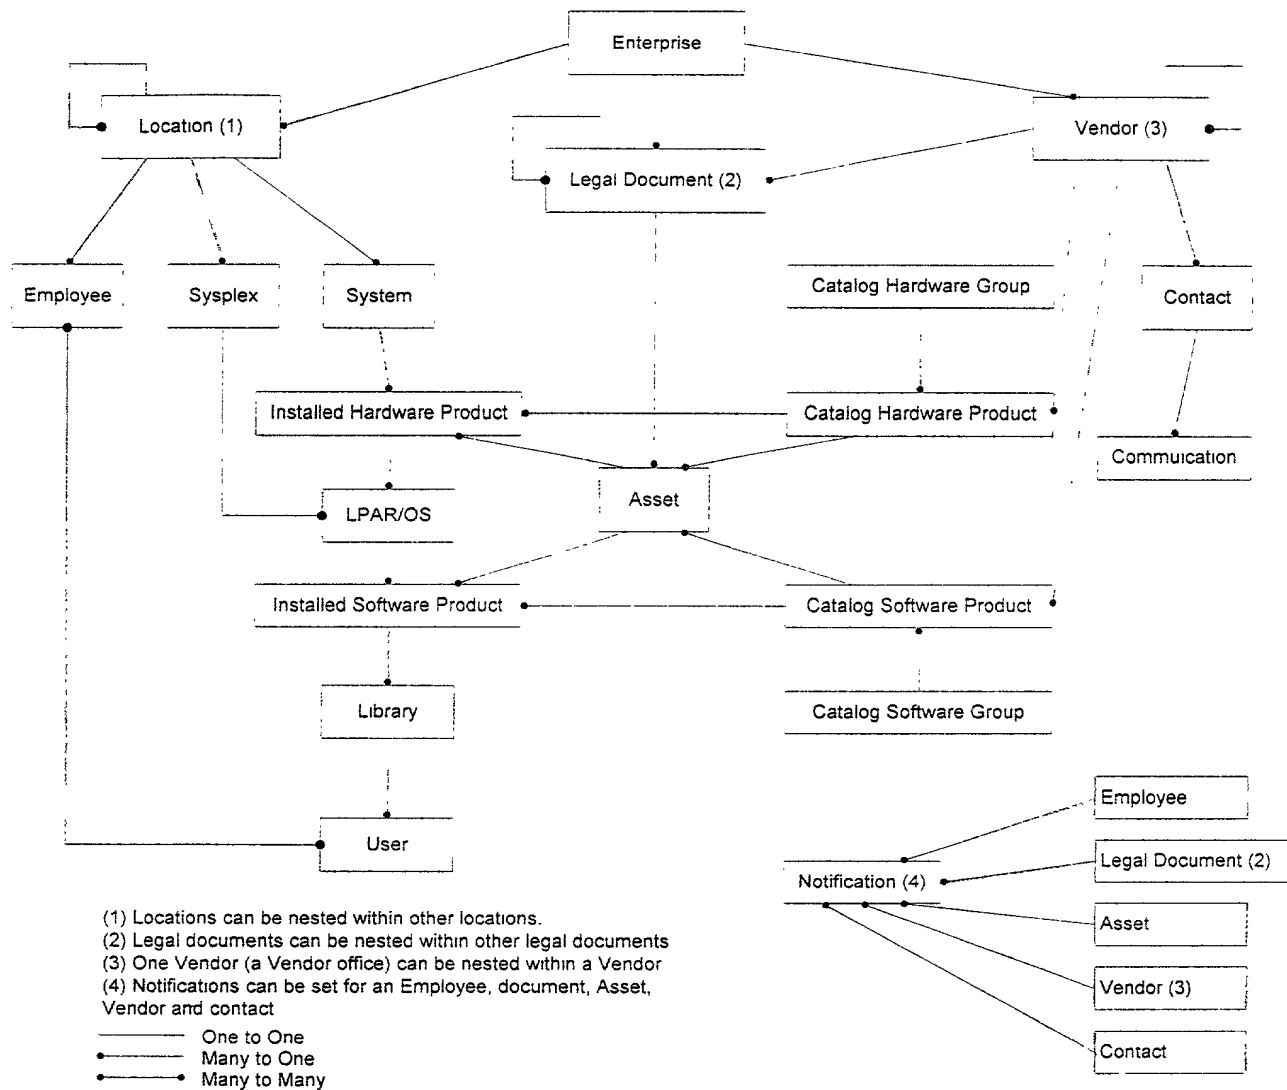 Enterprise
Location (1)
Vendor (3)
Legal Document (2)
Employee
Sysplex
System
Catalog Hardware Group
Contact
Installed Hardware Product
Catalog Hardware Product
Commuication
Asset
LPAR/OS
Installed Software Product
Catalog Software Product
Library
Catalog Software Group
User
Employee
Legal Document (2)
Notification (4)
Asset
Vendor (3)
Contact
(1) Locations can be nested within other locations.
(2) Legal documents can be nested within other legal documents
(3) One Vendor (a Vendor office) can be nested within a Vendor
(4) Notifications can be set for an Employee, document, Asset,
Vendor and contact
One to One
Many to One
Many to Many